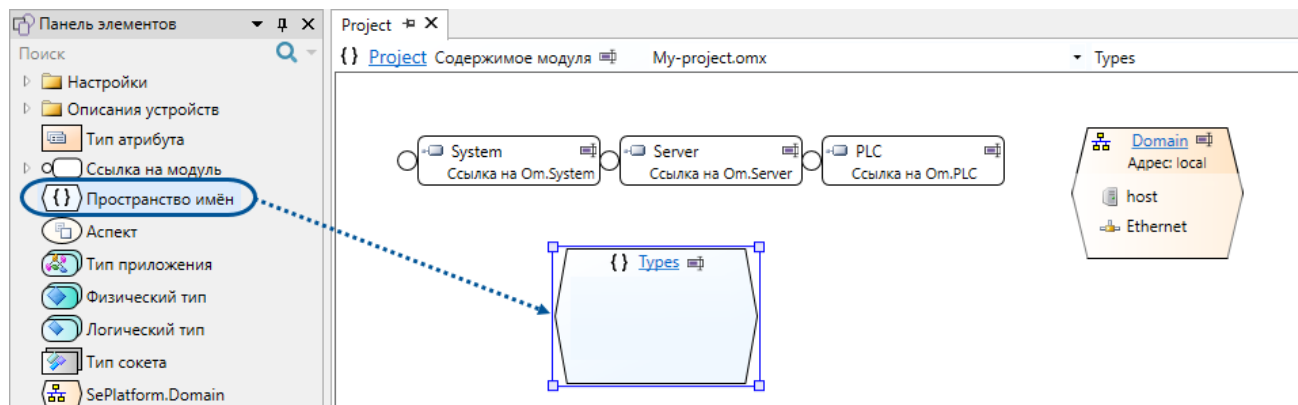 Панель элементов
Поиск
Настройки
Описания устройств
Тип атрибута
Ссылка на модуль
{ } Пространство имён
Аспект
Тип приложения
Физический тип
Логический тип
Тип сокета
SePlatform.Domain
Project
{ } Project Содержимое модуля My-project.omx Types
System
Ссылка на Om.System
Server
Ссылка на Om.Server
PLC
Ссылка на Om.PLC
Domain
Адрес: local
host
Ethernet
{ } Types